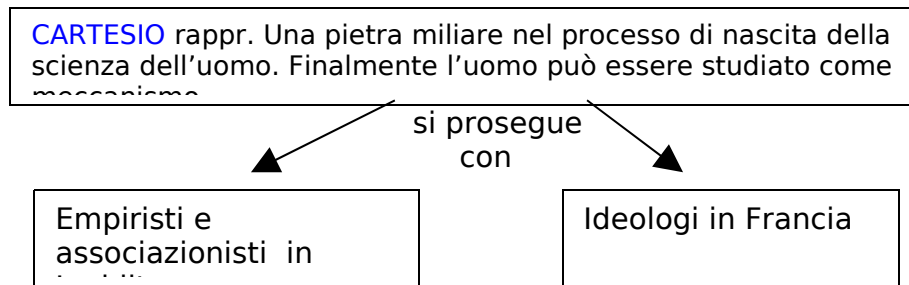 CARTESIO rappr. Una pietra miliare nel processo di nascita della
scienza dell'uomo. Finalmente l'uomo può essere studiato come
meccanismo
si prosegue
con
Empiristi e
associazionisti in
Ideologi in Francia